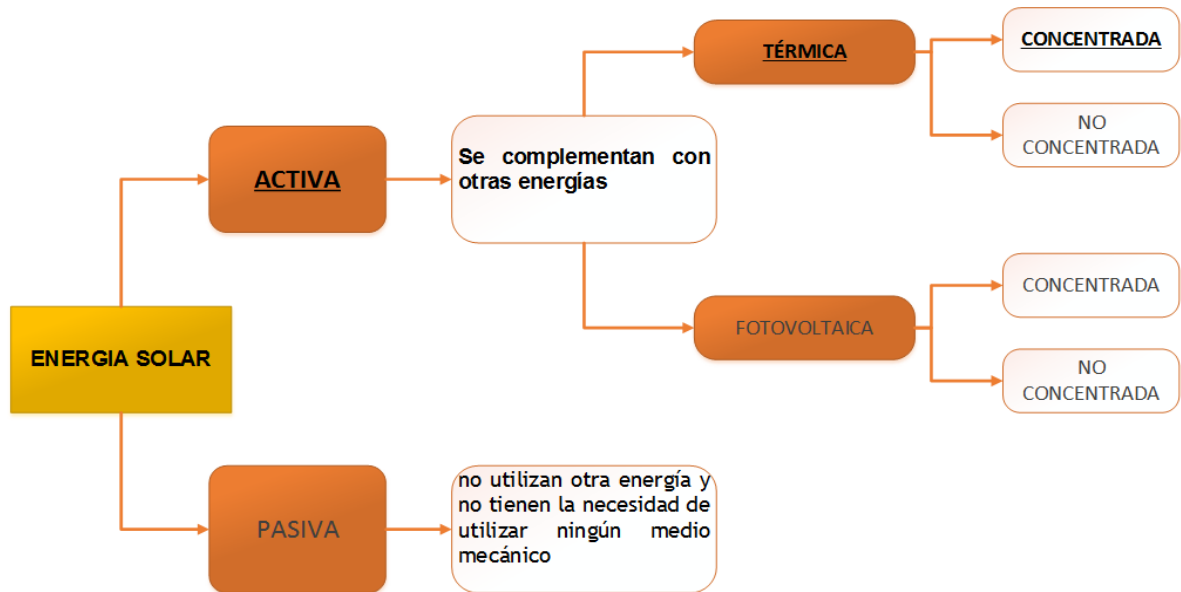 TÉRMICA
CONCENTRADA
NO
CONCENTRADA
ACTIVA
Se complementan con
otras energías
ENERGIA SOLAR
FOTOVOLTAICA
CONCENTRADA
NO
CONCENTRADA
PASIVA
no utilizan otra energía y
no tienen la necesidad de
utilizar ningún medio
mecánico